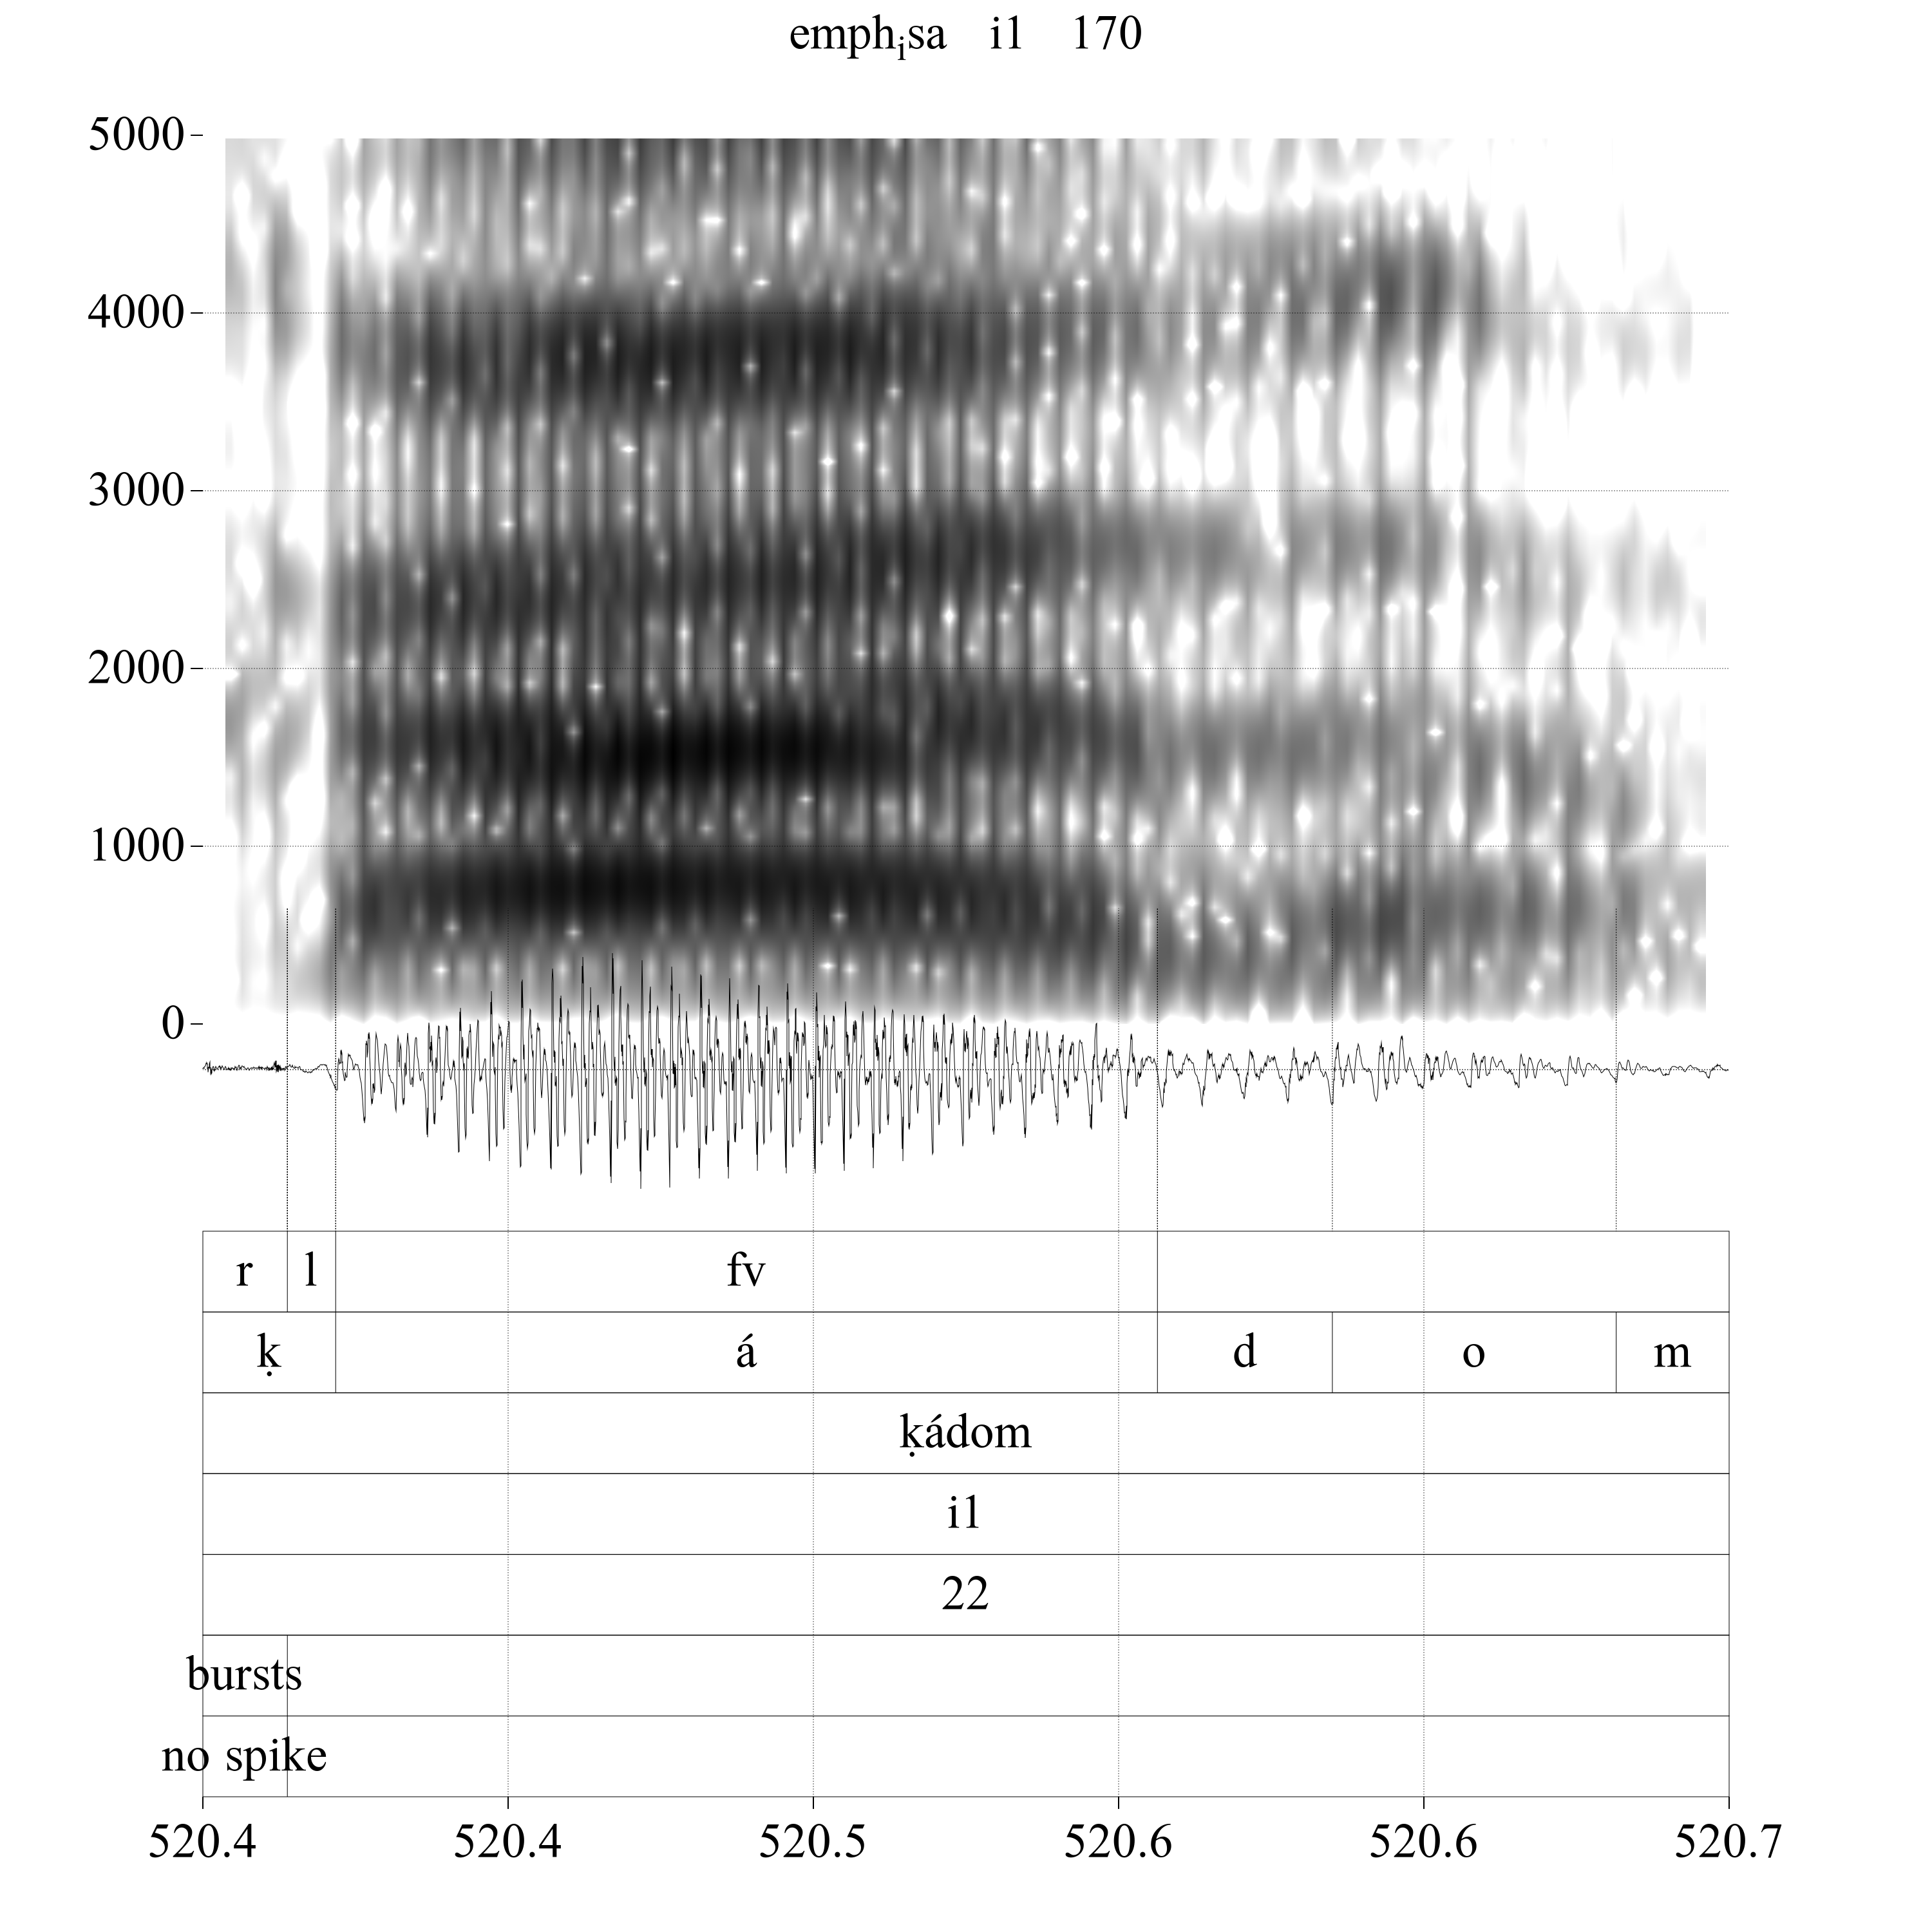 emphᵢsa i1 170
5000
4000
3000
2000
1000
0
r l fv
ḳ á d o m
ḳádom
i1
22
bursts
no spike
520.4 520.4 520.5 520.6 520.6 520.7